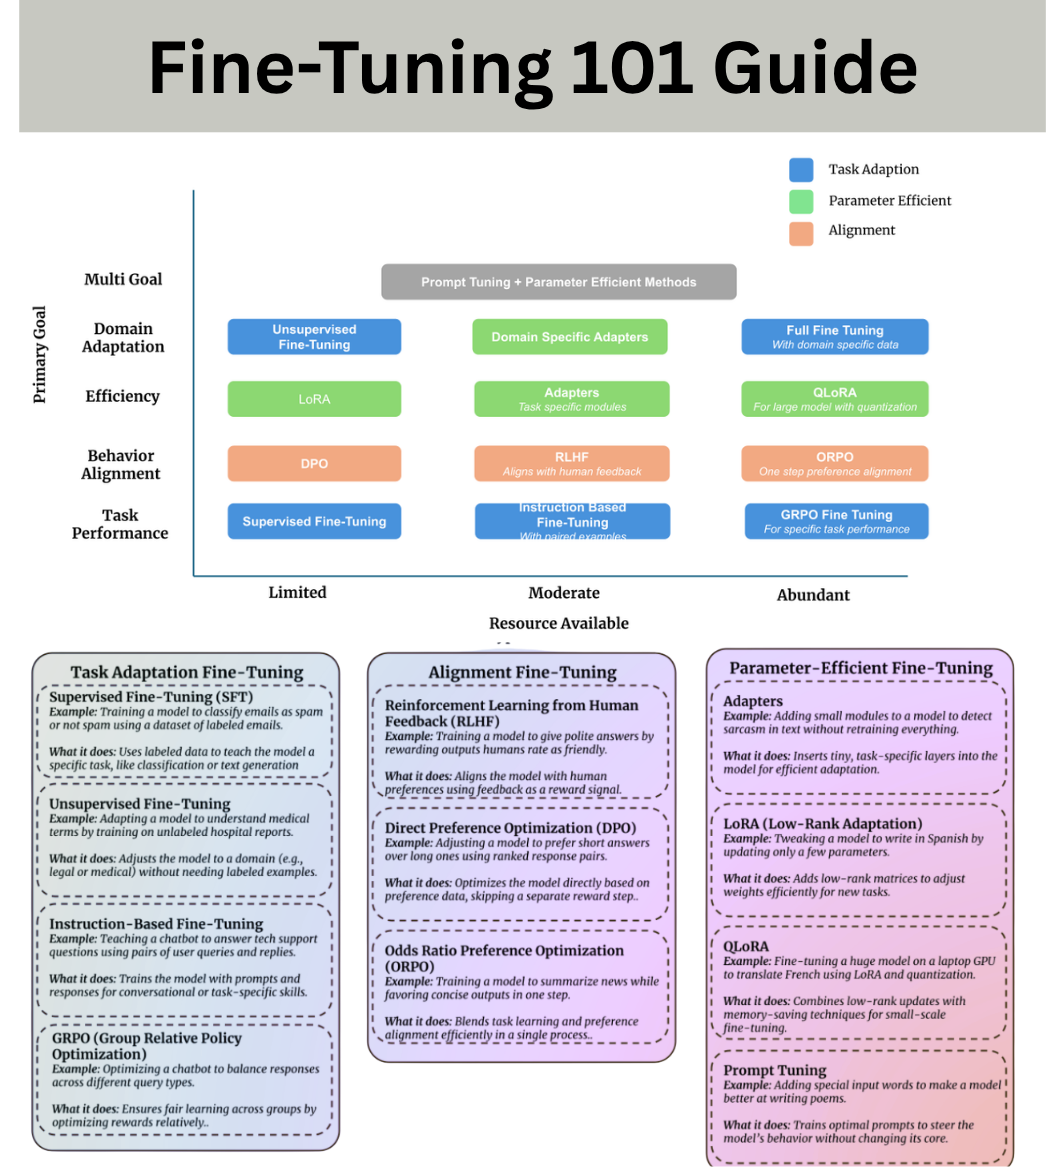 Fine-Tuning 101 Guide
Task Adaption
Parameter Efficient
Alignment
Primary Goal
Multi Goal
Prompt Tuning + Parameter Efficient Methods
Domain
Adaptation
Unsupervised
Fine-Tuning
Domain Specific Adapters
Full Fine Tuning
With domain specific data
Efficiency
LoRA
Adapters
Task specific modules
QLoRA
For large model with quantization
Behavior
Alignment
DPO
RLHF
Aligns with human feedback
ORPO
One step preference alignment
Task
Performance
Supervised Fine-Tuning
Instruction Based
Fine-Tuning
With paired examples
GRPO Fine Tuning
For specific task performance
Limited
Moderate
Abundant
Resource Available
Task Adaptation Fine-Tuning
Supervised Fine-Tuning (SFT)
Example: Training a model to classify emails as spam
or not spam using a dataset of labeled emails.
What it does: Uses labeled data to teach the model a
specific task, like classification or text generation
Unsupervised Fine-Tuning
Example: Adapting a model to understand medical
terms by training on unlabeled hospital reports.
What it does: Adjusts the model to a domain (e.g.,
legal or medical) without needing labeled examples.
Instruction-Based Fine-Tuning
Example: Teaching a chatbot to answer tech support
questions using pairs of user queries and replies.
What it does: Trains the model with prompts and
responses for conversational or task-specific skills.
GRPO (Group Relative Policy
Optimization)
Example: Optimizing a chatbot to balance responses
across different query types.
What it does: Ensures fair learning across groups by
optimizing rewards relatively..
Alignment Fine-Tuning
Reinforcement Learning from Human
Feedback (RLHF)
Example: Training a model to give polite answers by
rewarding outputs humans rate as friendly.
What it does: Aligns the model with human
preferences using feedback as a reward signal.
Direct Preference Optimization (DPO)
Example: Adjusting a model to prefer short answers
over long ones using ranked response pairs.
What it does: Optimizes the model directly based on
preference data, skipping a separate reward step..
Odds Ratio Preference Optimization
(ORPO)
Example: Training a model to summarize news while
favoring concise outputs in one step.
What it does: Blends task learning and preference
alignment efficiently in a single process..
Parameter-Efficient Fine-Tuning
Adapters
Example: Adding small modules to a model to detect
sarcasm in text without retraining everything.
What it does: Inserts tiny, task-specific layers into the
model for efficient adaptation.
LoRA (Low-Rank Adaptation)
Example: Tweaking a model to write in Spanish by
updating only a few parameters.
What it does: Adds low-rank matrices to adjust
weights efficiently for new tasks.
QLoRA
Example: Fine-tuning a huge model on a laptop GPU
to translate French using LoRA and quantization.
What it does: Combines low-rank updates with
memory-saving techniques for small-scale
fine-tuning.
Prompt Tuning
Example: Adding special input words to make a model
better at writing poems.
What it does: Trains optimal prompts to steer the
model's behavior without changing its core.